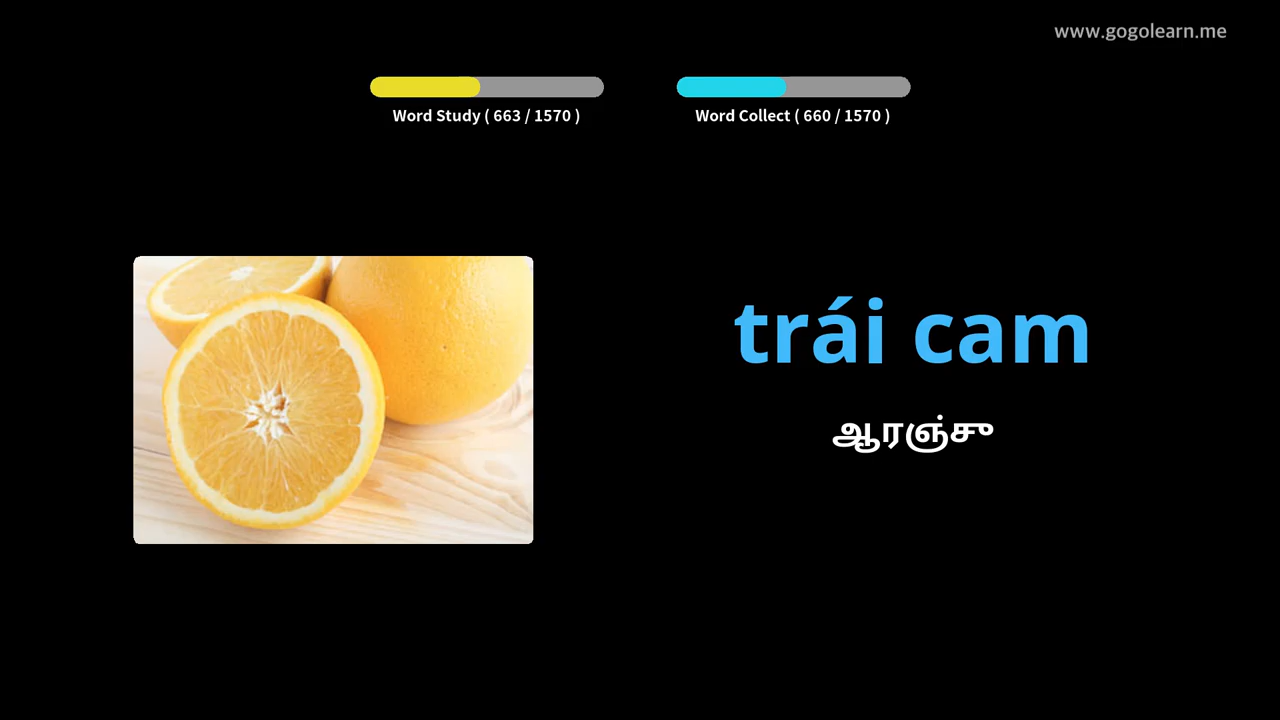 www.gogolearn.me
Word Study ( 663 / 1570 )
Word Collect ( 660 / 1570 )
trái cam
ஆரஞ்சு